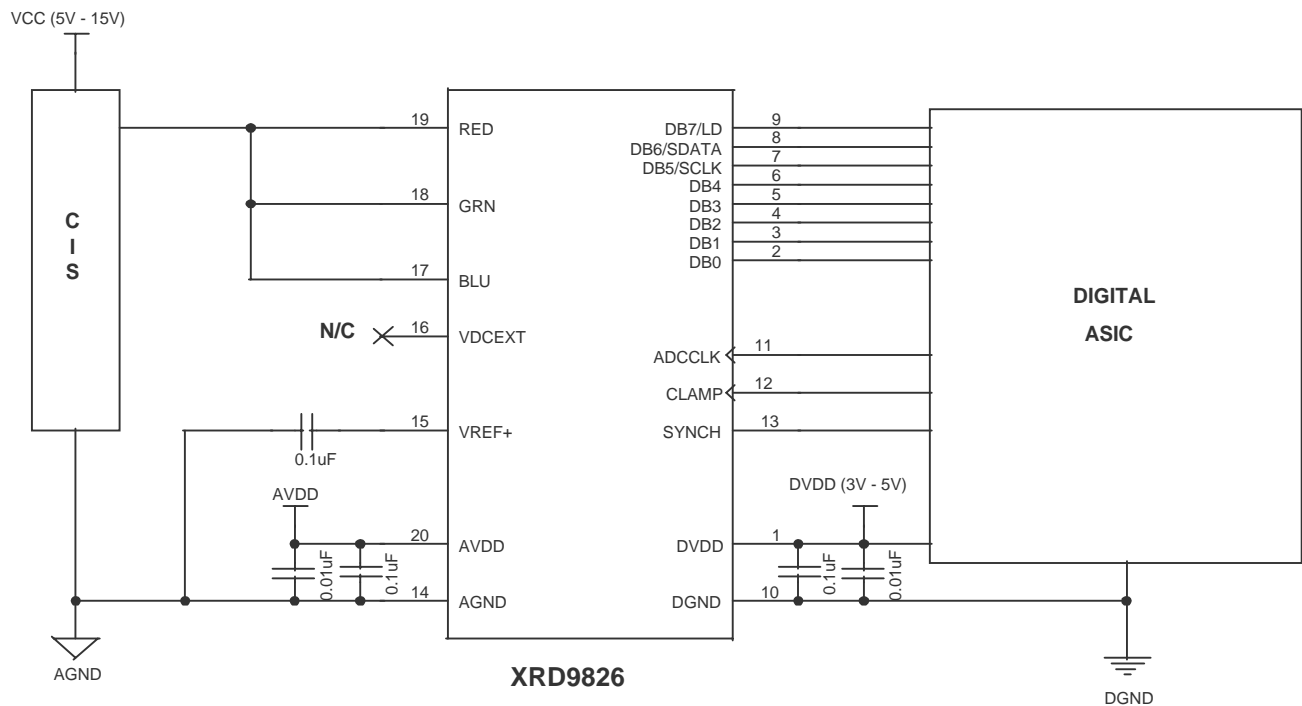 VCC (5V - 15V)
C
I
S
19 RED
18 GRN
17 BLU
N/C 16 VDCEXT
15 VREF+
0.1uF
AVDD
20 AVDD
0.01uF
0.1uF
14 AGND
AGND
DB7/LD 9
DB6/SDATA 8
DB5/SCLK 7
DB4 6
DB3 5
DB2 4
DB1 3
DB0 2
ADCCLK 11
CLAMP 12
SYNCH 13
DVDD (3V - 5V)
DVDD 1
0.1uF
0.01uF
DGND 10
DIGITAL
ASIC
XRD9826
DGND